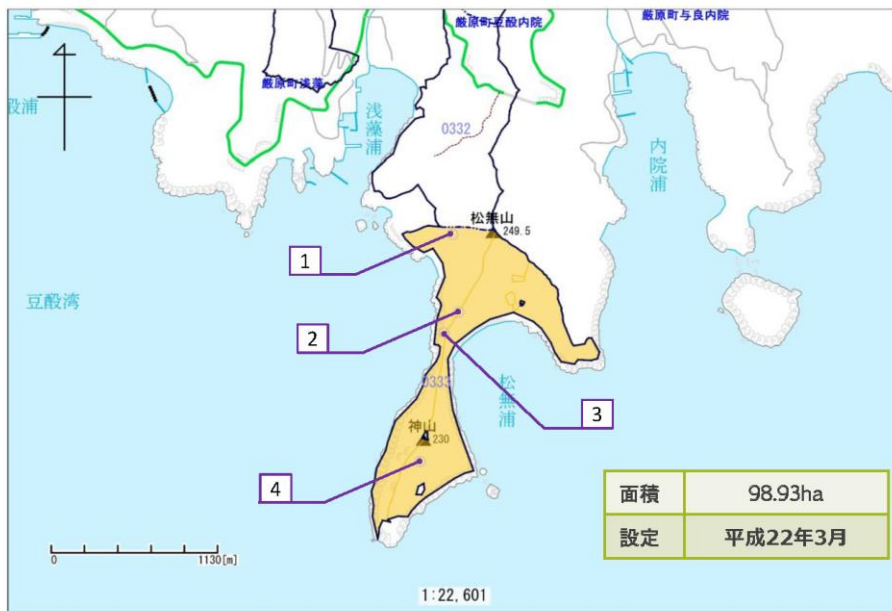 厳原町豆酘内院
厳原町与良内院
厳原町浅藻
酘浦
浅藻浦
0332
内院浦
松無山
249.5
1
豆酘湾
2
0333
松無浦
3
神山
230
4
面積 98.93ha
設定 平成22年3月
0 1130[m]
1:22,601